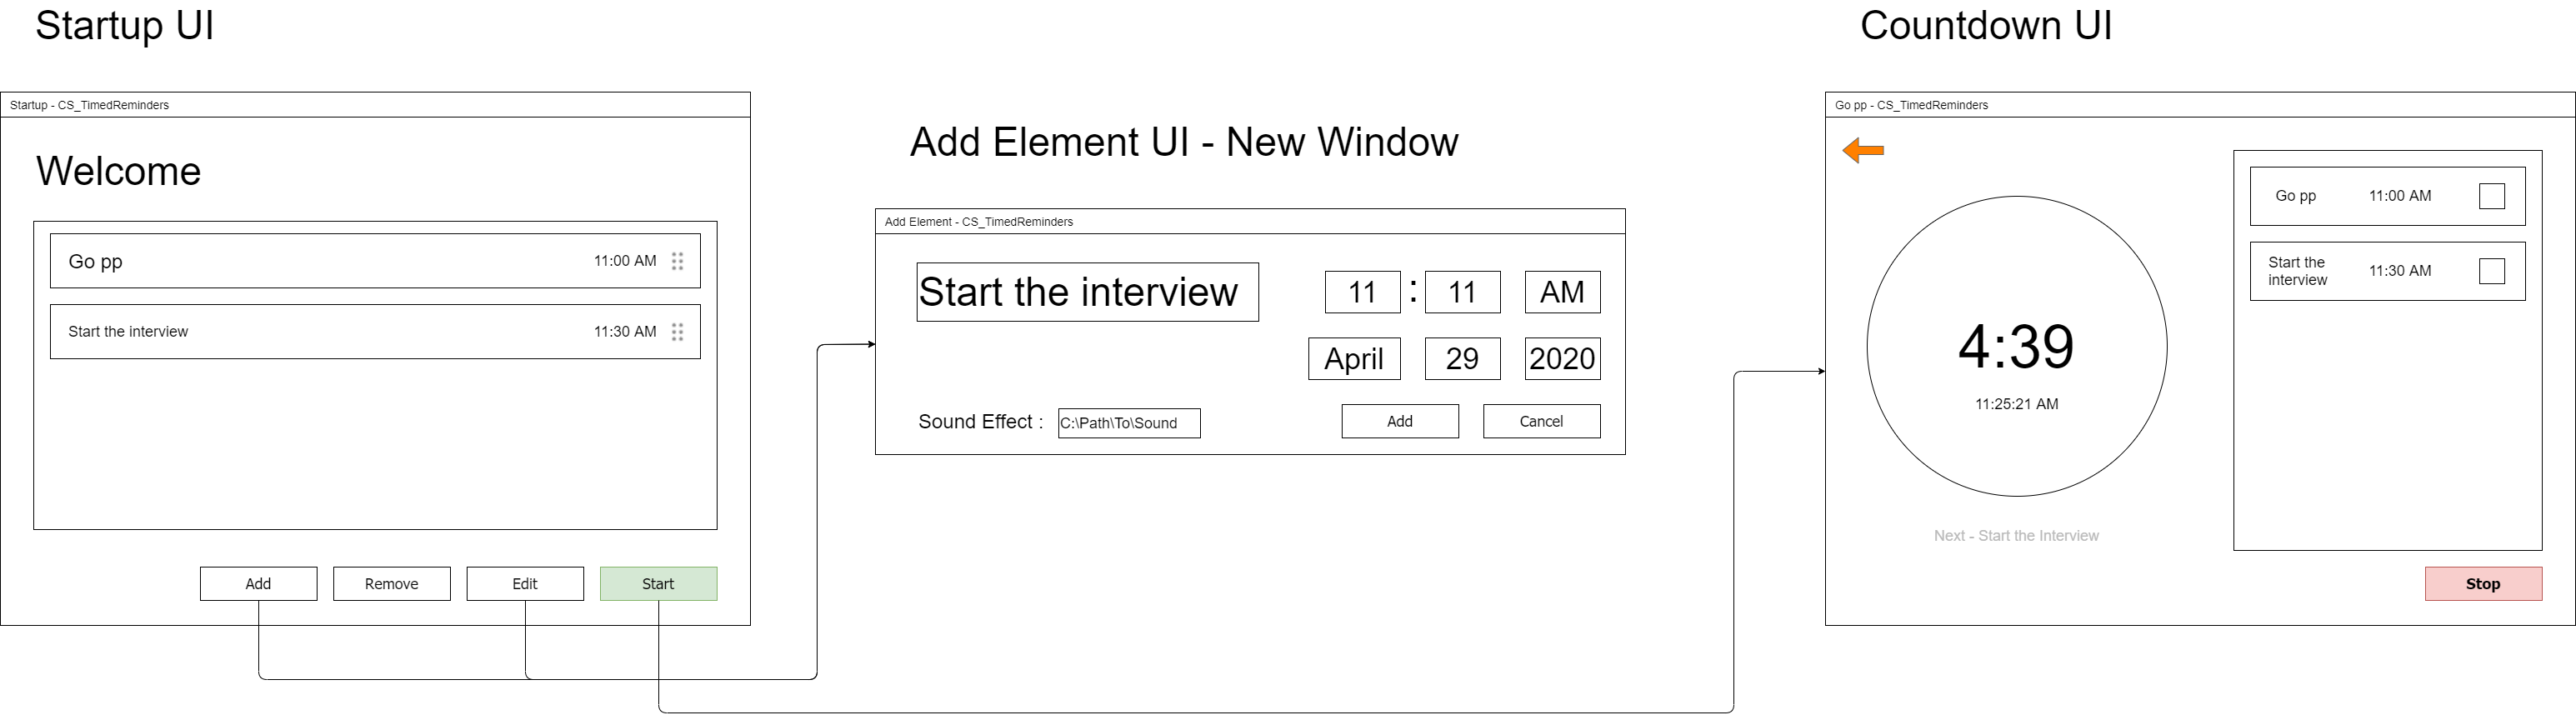 Startup UI
Startup - CS_TimedReminders
Welcome
Go pp 11:00 AM
Start the interview 11:30 AM
Add Remove Edit Start
Add Element UI - New Window
Add Element - CS_TimedReminders
Start the interview 11 : 11 AM
April 29 2020
Sound Effect : C:\Path\To\Sound Add Cancel
Countdown UI
Go pp - CS_TimedReminders
4:39
11:25:21 AM
Next - Start the Interview
Go pp 11:00 AM
Start the
interview 11:30 AM
Stop